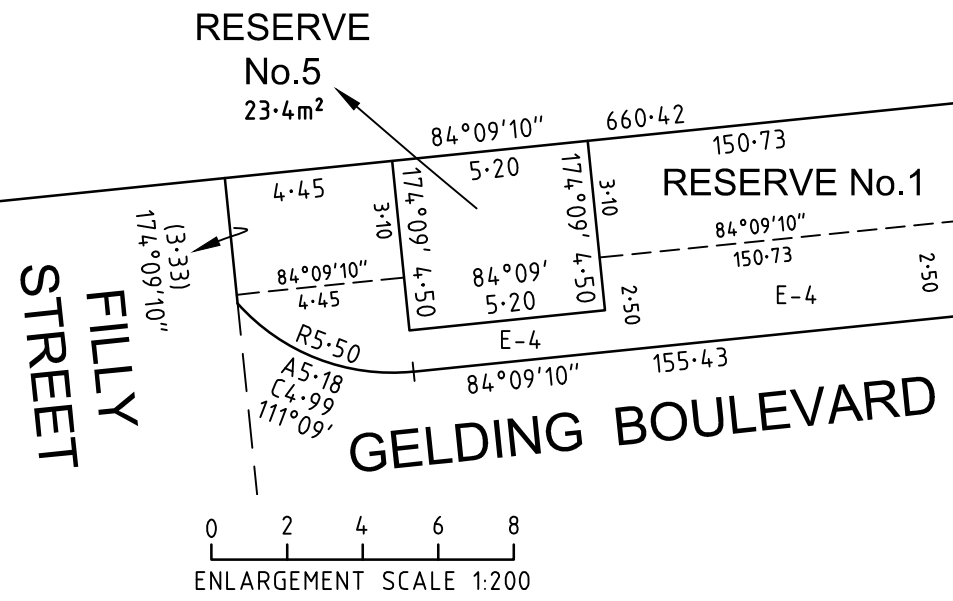 RESERVE
No.5
23·4m²
84°09'10"
660·42
150·73
5·20
4·45
174°09'
4·50
3·10
174°09'
4·50
3·10
RESERVE No.1
84°09'10"
150·73
(3·33)
174°09'10"
84°09'10"
4·45
84°09'
5·20
2·50
2·50
E-4
E-4
R5·50
A5·18
C4·99
111°09'
84°09'10"
155·43
FILLY
STREET
GELDING BOULEVARD
0 2 4 6 8
ENLARGEMENT SCALE 1:200